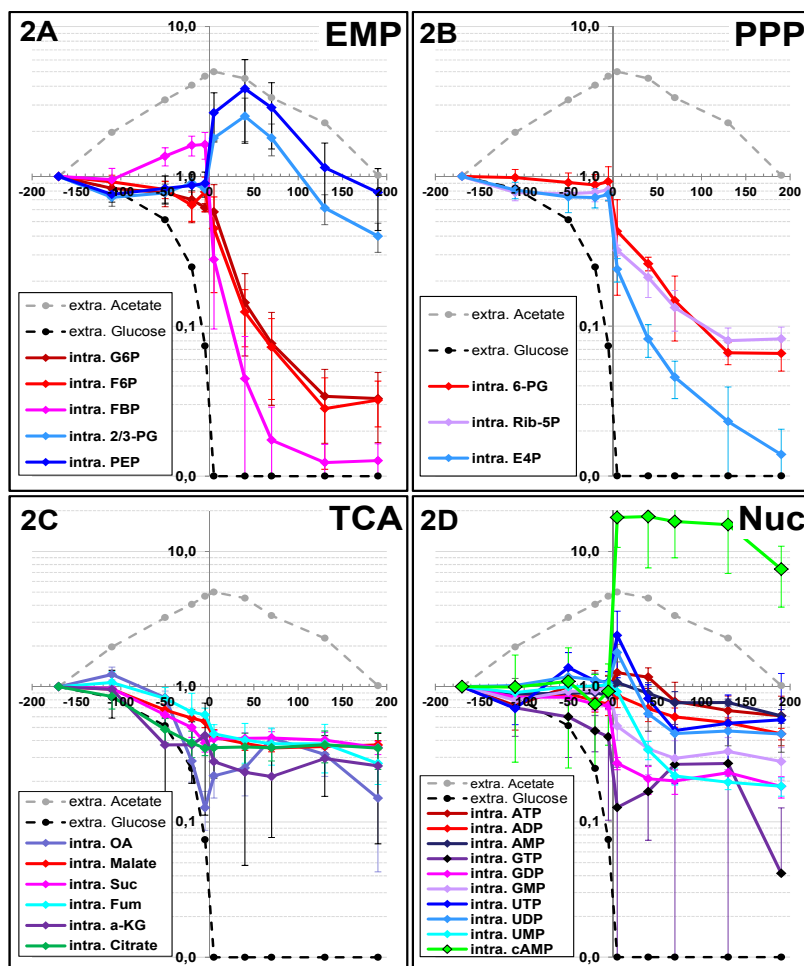 2A EMP
10,0
1,0
-200 -150 -100 -50 0 50 100 150 200
0,1
0,0
extra. Acetate
extra. Glucose
intra. G6P
intra. F6P
intra. FBP
intra. 2/3-PG
intra. PEP
2B PPP
10,0
1,0
-200 -150 -100 -50 0 50 100 150 200
0,1
0,0
extra. Acetate
extra. Glucose
intra. 6-PG
intra. Rib-5P
intra. E4P
2C TCA
10,0
1,0
-200 -150 -100 -50 0 50 100 150 200
0,1
0,0
extra. Acetate
extra. Glucose
intra. OA
intra. Malate
intra. Suc
intra. Fum
intra. a-KG
intra. Citrate
2D Nuc
10,0
1,0
-200 -150 -100 -50 0 50 100 150 200
0,1
0,0
extra. Acetate
extra. Glucose
intra. ATP
intra. ADP
intra. AMP
intra. GTP
intra. GDP
intra. GMP
intra. UTP
intra. UDP
intra. UMP
intra. cAMP